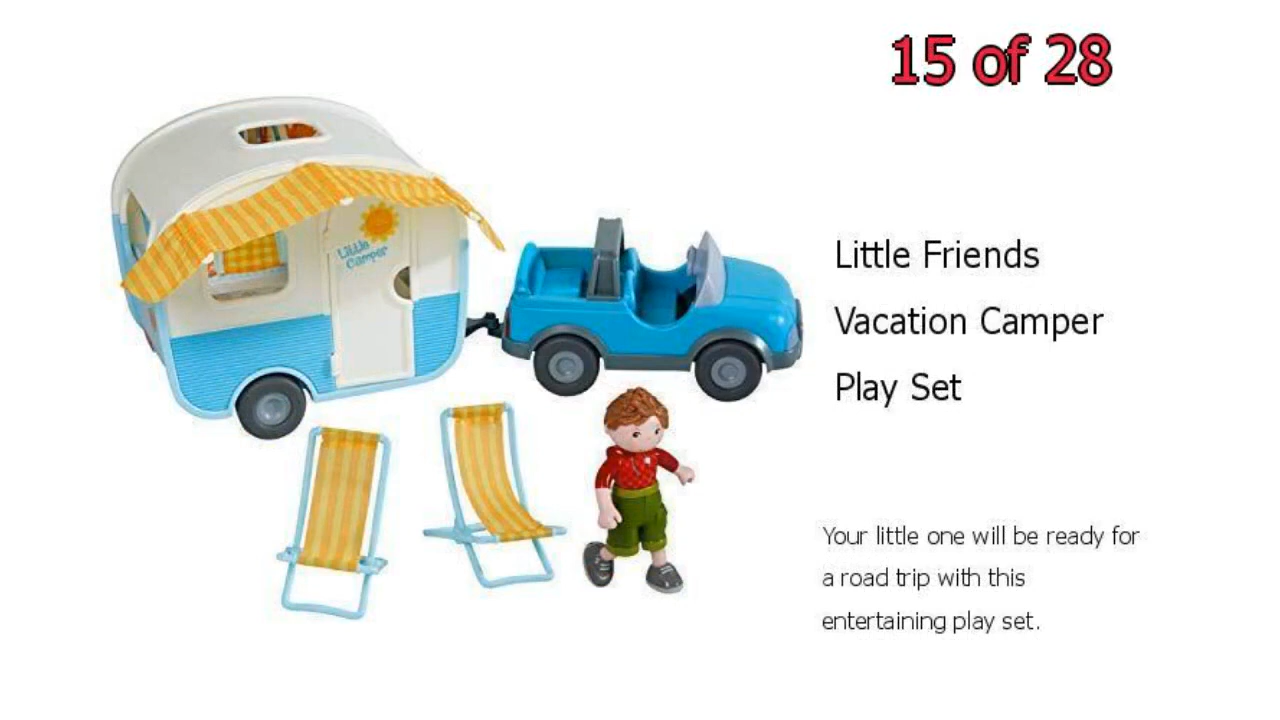 15 of 28
Little
Camper
Little Friends
Vacation Camper
Play Set
Your little one will be ready for
a road trip with this
entertaining play set.